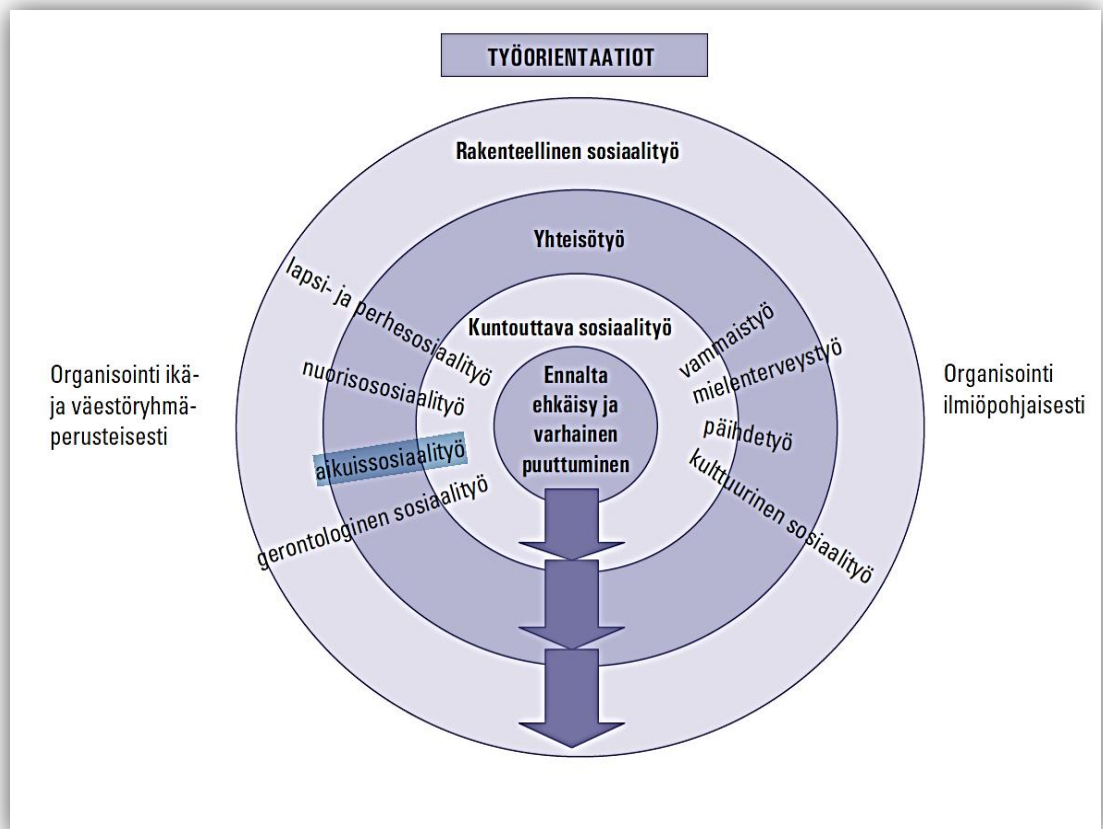 TYÖORIENTAATIOT
Rakenteellinen sosiaalityö
Yhteisötyö
Kuntouttava sosiaalityö
Ennalta
ehkäisy ja
varhainen
puuttuminen
Organisointi ikä-
ja väestöryhmä-
perusteisesti
lapsi- ja perhesosiaalityö
nuorisososiaalityö
aikuissosiaalityö
gerontologinen sosiaalityö
vammaistyö
mielenterveystyö
päihdetyö
kulttuurinen sosiaalityö
Organisointi
ilmiöpohjaisesti